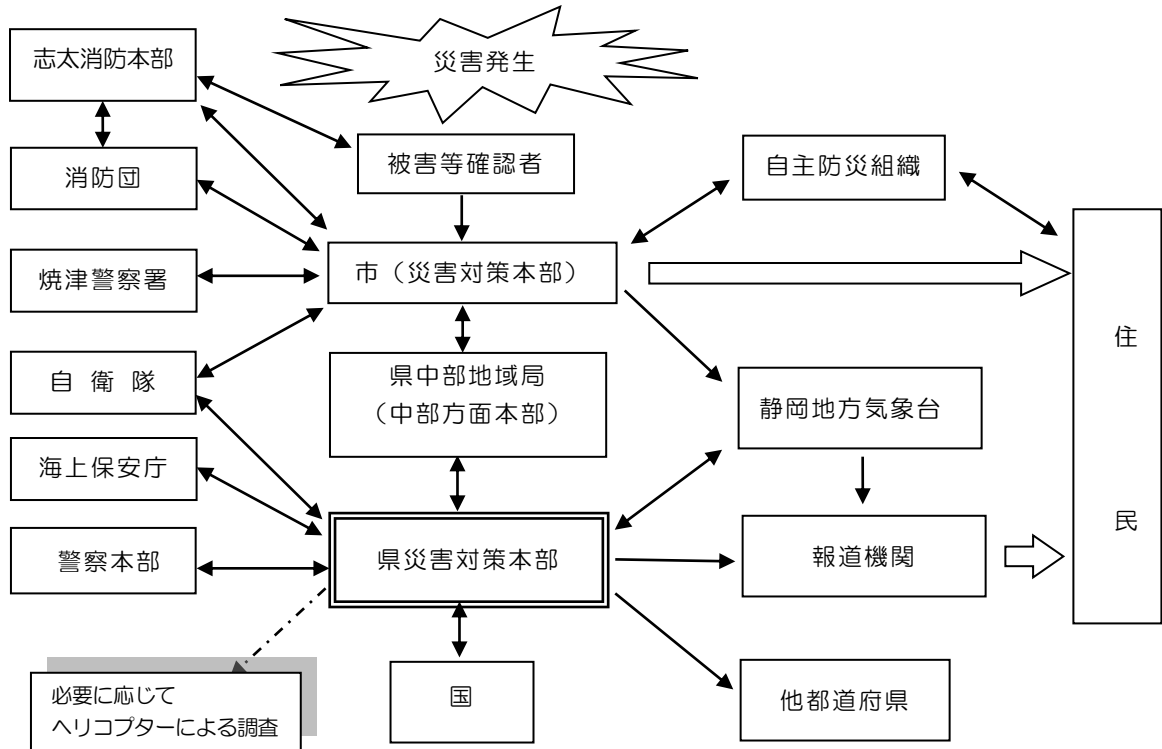 災害発生
志太消防本部
被害等確認者
消防団
自主防災組織
焼津警察署
市（災害対策本部）
住民
自衛隊
県中部地域局
（中部方面本部）
静岡地方気象台
海上保安庁
警察本部
県災害対策本部
報道機関
必要に応じて
ヘリコプターによる調査
国
他都道府県